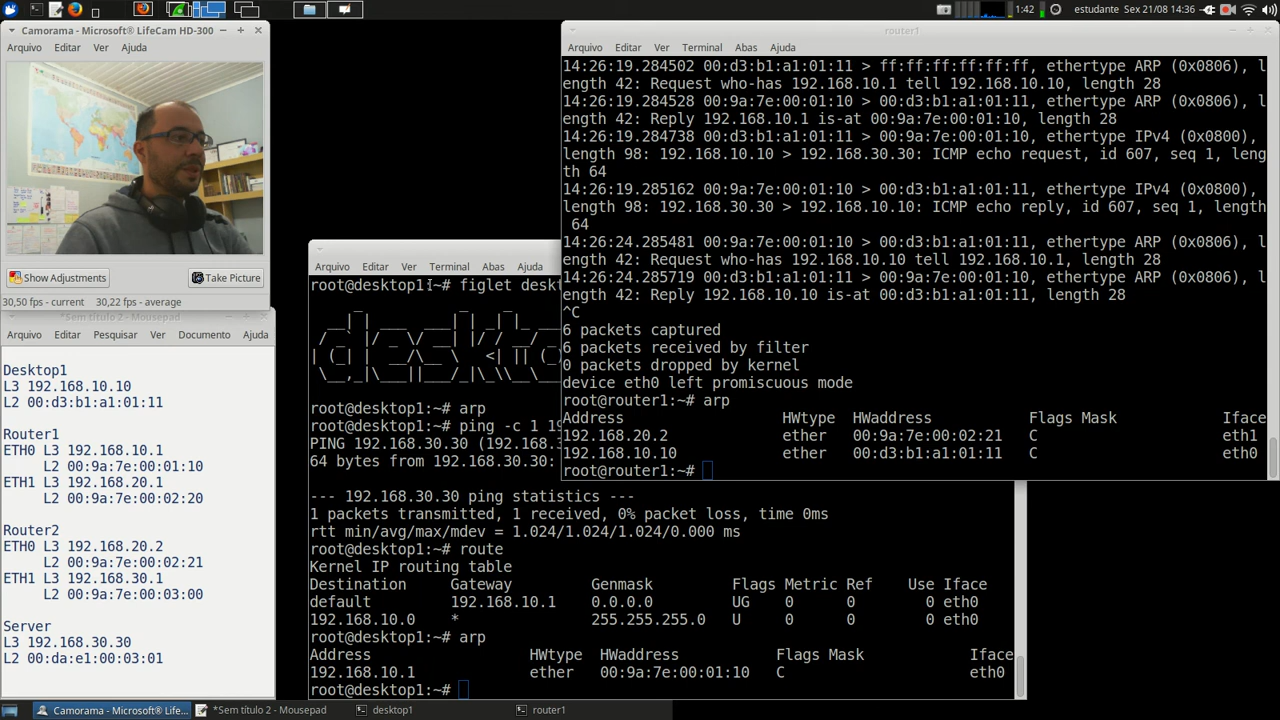 1:42
estudante
Sex 21/08 14:36
Camorama - Microsoft® LifeCam HD-300
Arquivo Editar Ver Ajuda
Show Adjustments
Take Picture
30,50 fps - current 30,22 fps - average
*Sem título 2 - Mousepad
Arquivo Editar Pesquisar Ver Documento Ajuda
Desktop1
L3 192.168.10.10
L2 00:d3:b1:a1:01:11
Router1
ETH0 L3 192.168.10.1
L2 00:9a:7e:00:01:10
ETH1 L3 192.168.20.1
L2 00:9a:7e:00:02:20
Router2
ETH0 L3 192.168.20.2
L2 00:9a:7e:00:02:21
ETH1 L3 192.168.30.1
L2 00:9a:7e:00:03:00
Server
L3 192.168.30.30
L2 00:da:e1:00:03:01
router1
Arquivo Editar Ver Terminal Abas Ajuda
14:26:19.284502 00:d3:b1:a1:01:11 > ff:ff:ff:ff:ff:ff, ethertype ARP (0x0806), l
ength 42: Request who-has 192.168.10.1 tell 192.168.10.10, length 28
14:26:19.284528 00:9a:7e:00:01:10 > 00:d3:b1:a1:01:11, ethertype ARP (0x0806), l
ength 42: Reply 192.168.10.1 is-at 00:9a:7e:00:01:10, length 28
14:26:19.284738 00:d3:b1:a1:01:11 > 00:9a:7e:00:01:10, ethertype IPv4 (0x0800),
length 98: 192.168.10.10 > 192.168.30.30: ICMP echo request, id 607, seq 1, leng
th 64
14:26:19.285162 00:9a:7e:00:01:10 > 00:d3:b1:a1:01:11, ethertype IPv4 (0x0800),
length 98: 192.168.30.30 > 192.168.10.10: ICMP echo reply, id 607, seq 1, length
64
14:26:24.285481 00:9a:7e:00:01:10 > 00:d3:b1:a1:01:11, ethertype ARP (0x0806), l
ength 42: Request who-has 192.168.10.10 tell 192.168.10.1, length 28
14:26:24.285719 00:d3:b1:a1:01:11 > 00:9a:7e:00:01:10, ethertype ARP (0x0806), l
ength 42: Reply 192.168.10.10 is-at 00:d3:b1:a1:01:11, length 28
^C
6 packets captured
6 packets received by filter
0 packets dropped by kernel
device eth0 left promiscuous mode
root@router1:~# arp
Address HWtype HWaddress Flags Mask Iface
192.168.20.2 ether 00:9a:7e:00:02:21 C eth1
192.168.10.10 ether 00:d3:b1:a1:01:11 C eth0
root@router1:~#
Arquivo Editar Ver Terminal Abas Ajuda
root@desktop1:~# figlet deskt
deskto
root@desktop1:~# arp
root@desktop1:~# ping -c 1 19
PING 192.168.30.30 (192.168.3
64 bytes from 192.168.30.30:
--- 192.168.30.30 ping statistics ---
1 packets transmitted, 1 received, 0% packet loss, time 0ms
rtt min/avg/max/mdev = 1.024/1.024/1.024/0.000 ms
root@desktop1:~# route
Kernel IP routing table
Destination Gateway Genmask Flags Metric Ref Use Iface
default 192.168.10.1 0.0.0.0 UG 0 0 0 eth0
192.168.10.0 * 255.255.255.0 U 0 0 0 eth0
root@desktop1:~# arp
Address HWtype HWaddress Flags Mask Iface
192.168.10.1 ether 00:9a:7e:00:01:10 C eth0
root@desktop1:~#
Camorama - Microsoft® Life...
*Sem título 2 - Mousepad
desktop1
router1